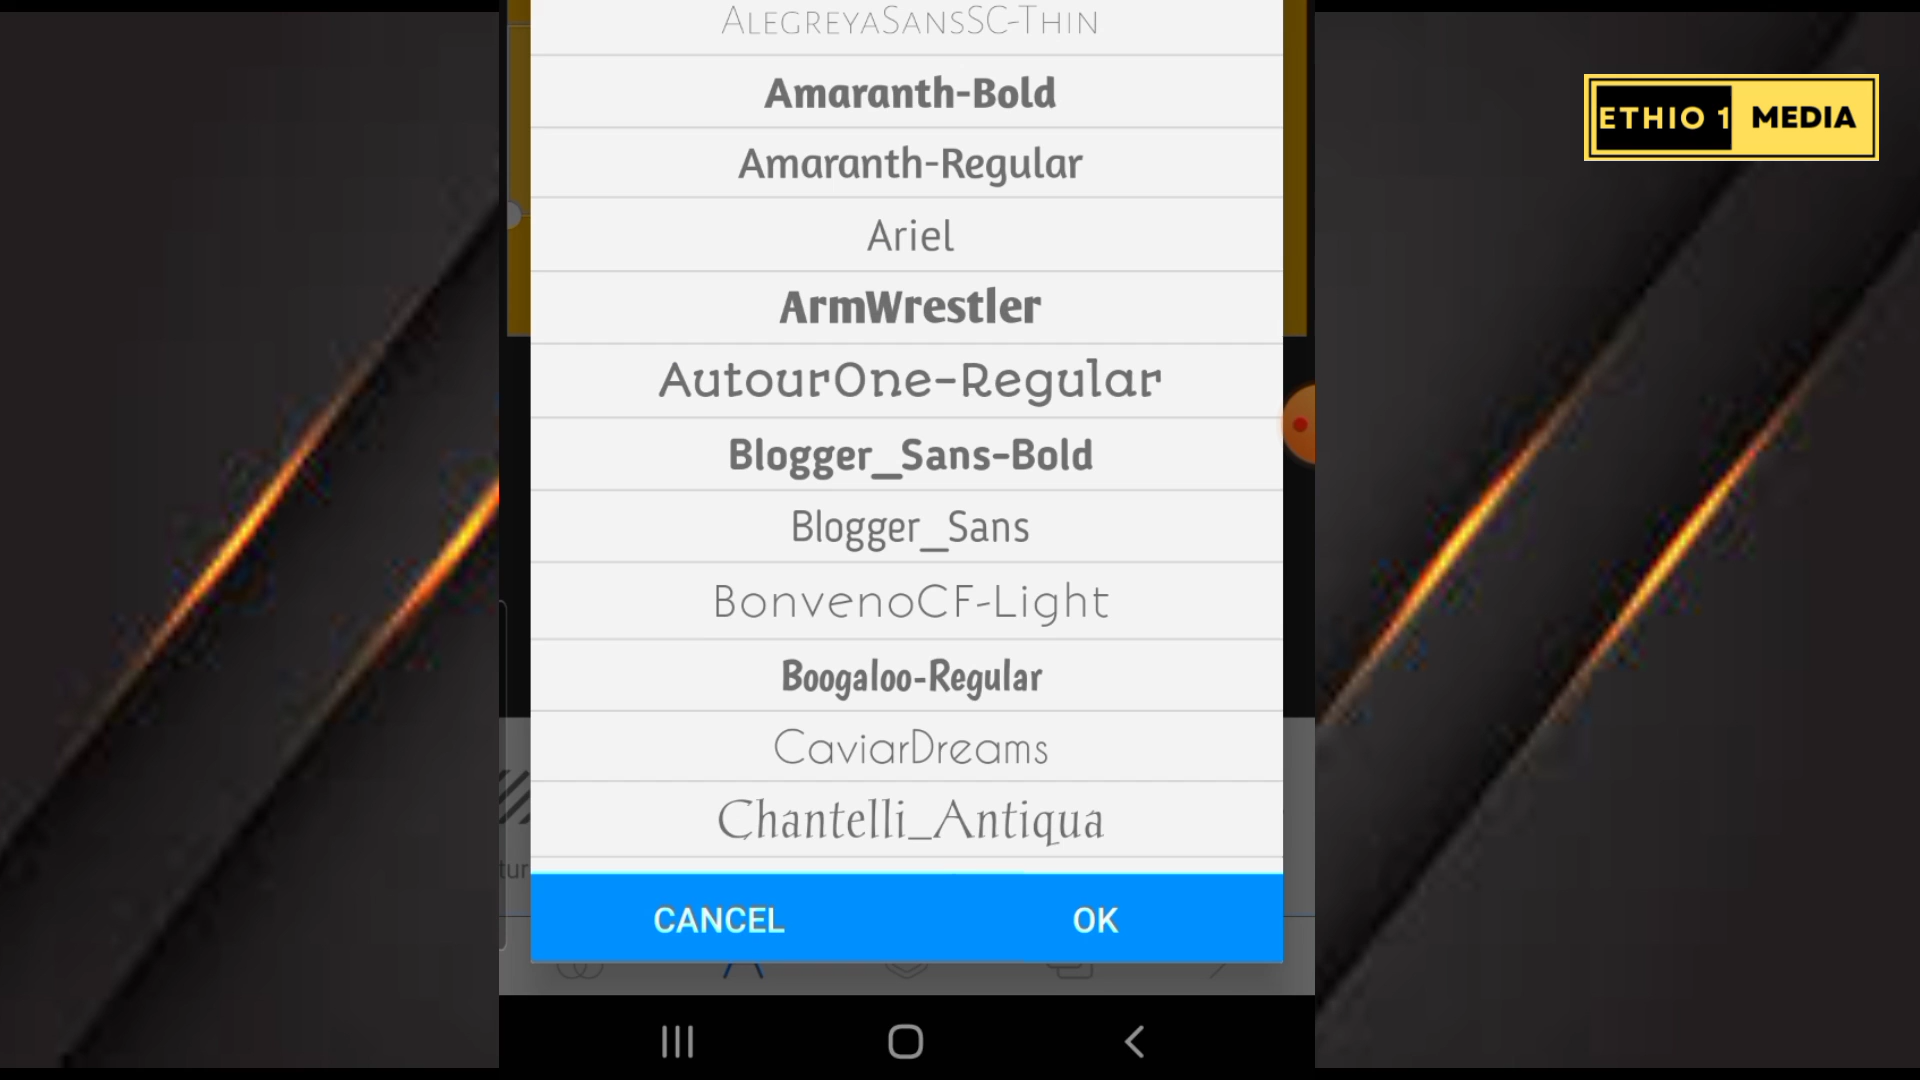 AlegreyaSansSC-Thin
Amaranth-Bold
ETHIO 1 MEDIA
Amaranth-Regular
Ariel
ArmWrestler
AutourOne-Regular
Blogger_Sans-Bold
Blogger_Sans
BonvenoCF-Light
Boogaloo-Regular
CaviarDreams
Chantelli_Antiqua
tur
CANCEL OK